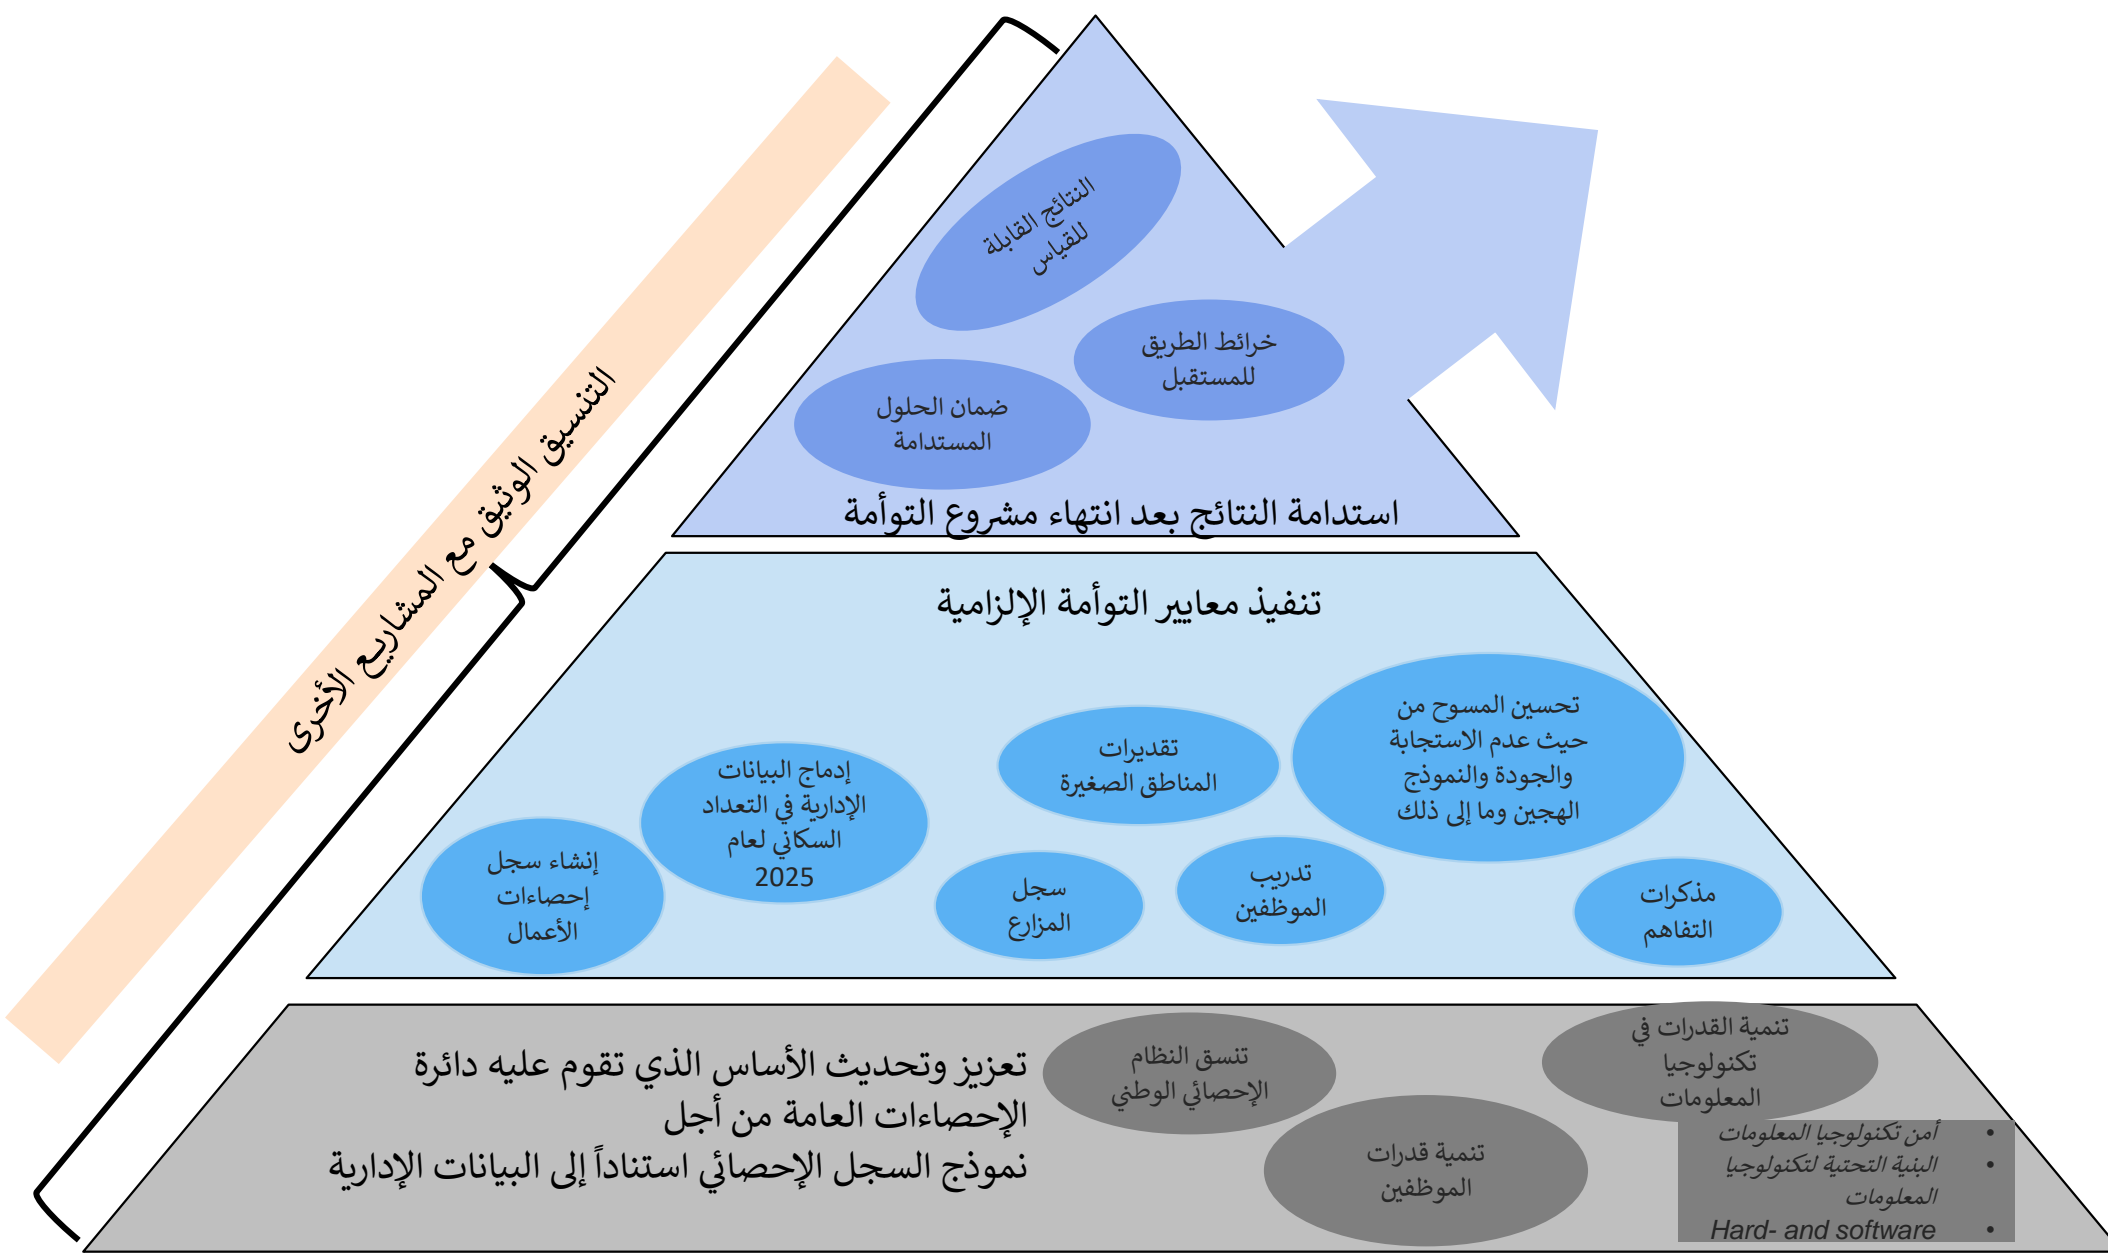 النتائج القابلة
للقياس
خرائط الطريق
للمستقبل
ضمان الحلول
المستدامة
استدامة النتائج بعد انتهاء مشروع التوأمة
التنسيق الوثيق مع المشاريع الأخرى
تنفيذ معايير التوأمة الإلزامية
تحسين المسوح من
حيث عدم الاستجابة
والجودة والنموذج
الهجين وما إلى ذلك
تقديرات
المناطق الصغيرة
إدماج البيانات
الإدارية في التعداد
السكاني لعام
2025
إنشاء سجل
إحصاءات
الأعمال
سجل
المزارع
تدريب
الموظفين
مذكرات
التفاهم
تنمية القدرات في
تكنولوجيا
المعلومات
• أمن تكنولوجيا المعلومات
• البنية التحتية لتكنولوجيا
المعلومات
• Hard- and software
تنسق النظام
الإحصائي الوطني
تنمية قدرات
الموظفين
تعزيز وتحديث الأساس الذي تقوم عليه دائرة
الإحصاءات العامة من أجل
نموذج السجل الإحصائي استناداً إلى البيانات الإدارية